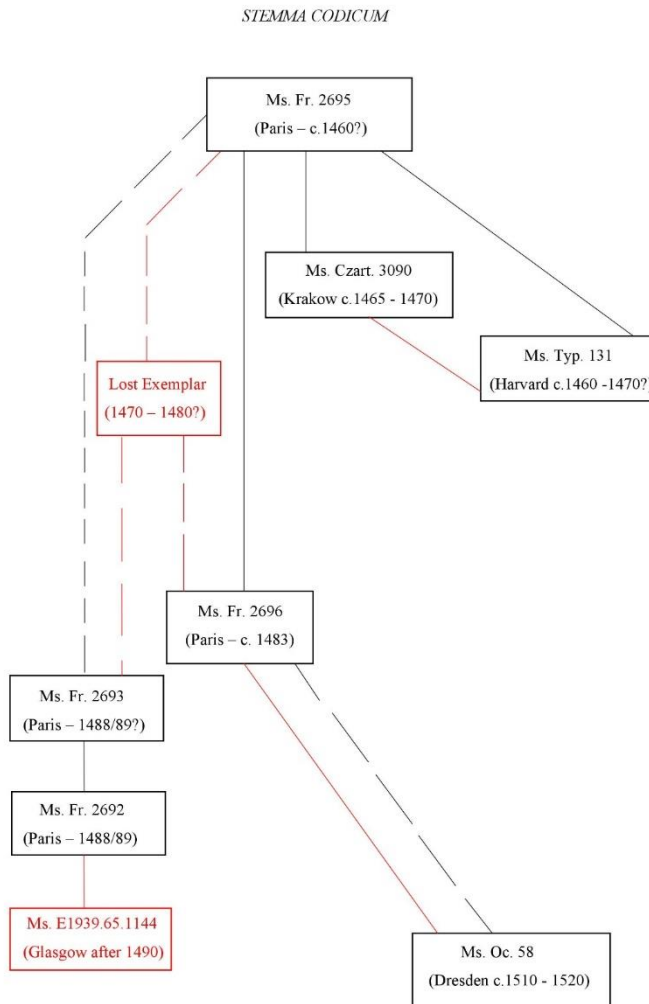 STEMMA CODICUM
Ms. Fr. 2695
(Paris – c.1460?)
Ms. Czart. 3090
(Krakow c.1465 - 1470)
Ms. Typ. 131
(Harvard c.1460 -1470?)
Lost Exemplar
(1470 – 1480?)
Ms. Fr. 2696
(Paris – c. 1483)
Ms. Fr. 2693
(Paris – 1488/89?)
Ms. Fr. 2692
(Paris – 1488/89)
Ms. E1939.65.1144
(Glasgow after 1490)
Ms. Oc. 58
(Dresden c.1510 - 1520)